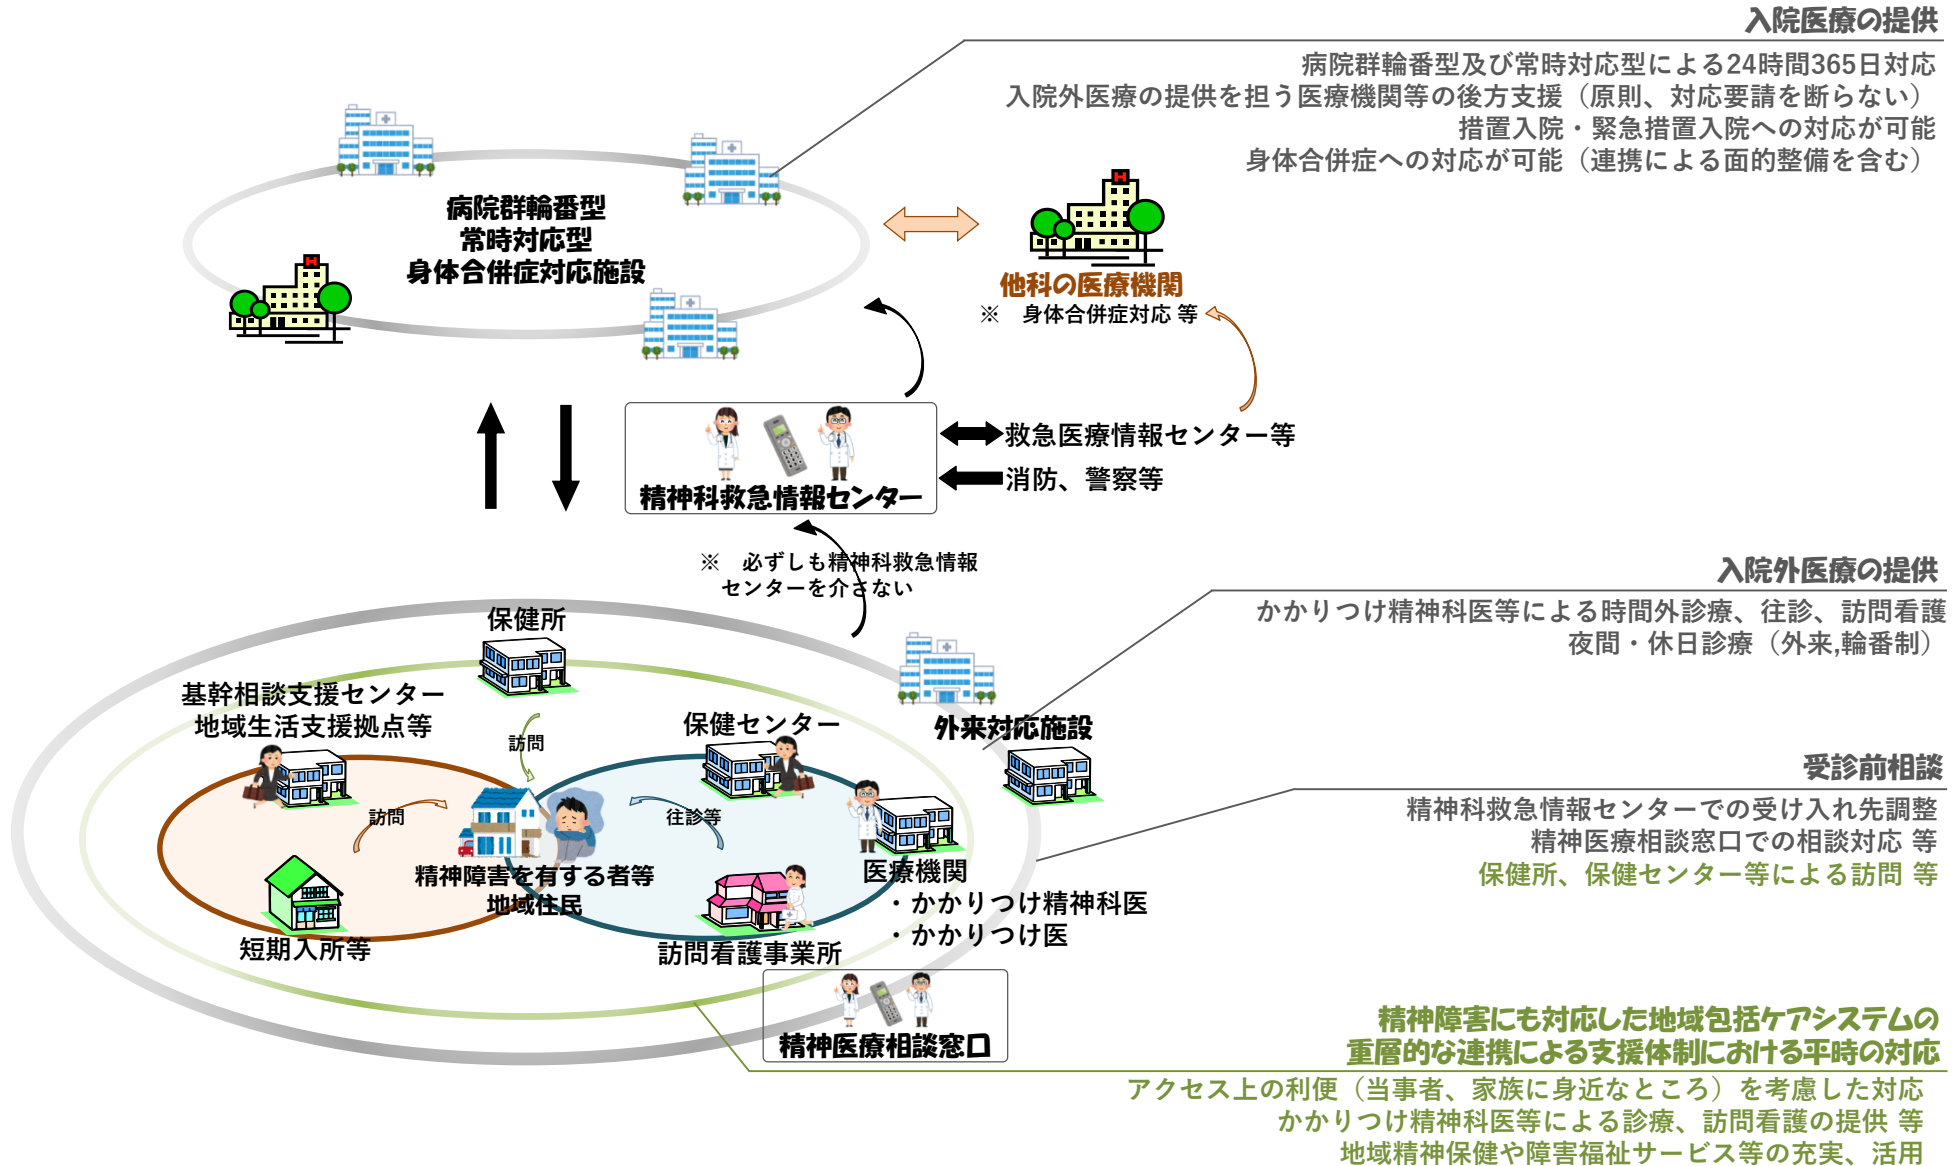 入院医療の提供
病院群輪番型及び常時対応型による24時間365日対応
入院外医療の提供を担う医療機関等の後方支援（原則、対応要請を断らない）
措置入院・緊急措置入院への対応が可能
身体合併症への対応が可能（連携による面的整備を含む）
病院群輪番型
常時対応型
身体合併症対応施設
他科の医療機関
※　身体合併症対応 等
救急医療情報センター等
消防、警察等
精神科救急情報センター
※　必ずしも精神科救急情報
センターを介さない
入院外医療の提供
かかりつけ精神科医等による時間外診療、往診、訪問看護
夜間・休日診療（外来,輪番制）
保健所
基幹相談支援センター
地域生活支援拠点等
訪問
保健センター
外来対応施設
受診前相談
精神科救急情報センターでの受け入れ先調整
精神医療相談窓口での相談対応 等
保健所、保健センター等による訪問 等
訪問
往診等
精神障害を有する者等
地域住民
医療機関
・かかりつけ精神科医
・かかりつけ医
短期入所等
訪問看護事業所
精神医療相談窓口
精神障害にも対応した地域包括ケアシステムの
重層的な連携による支援体制における平時の対応
アクセス上の利便（当事者、家族に身近なところ）を考慮した対応
かかりつけ精神科医等による診療、訪問看護の提供 等
地域精神保健や障害福祉サービス等の充実、活用